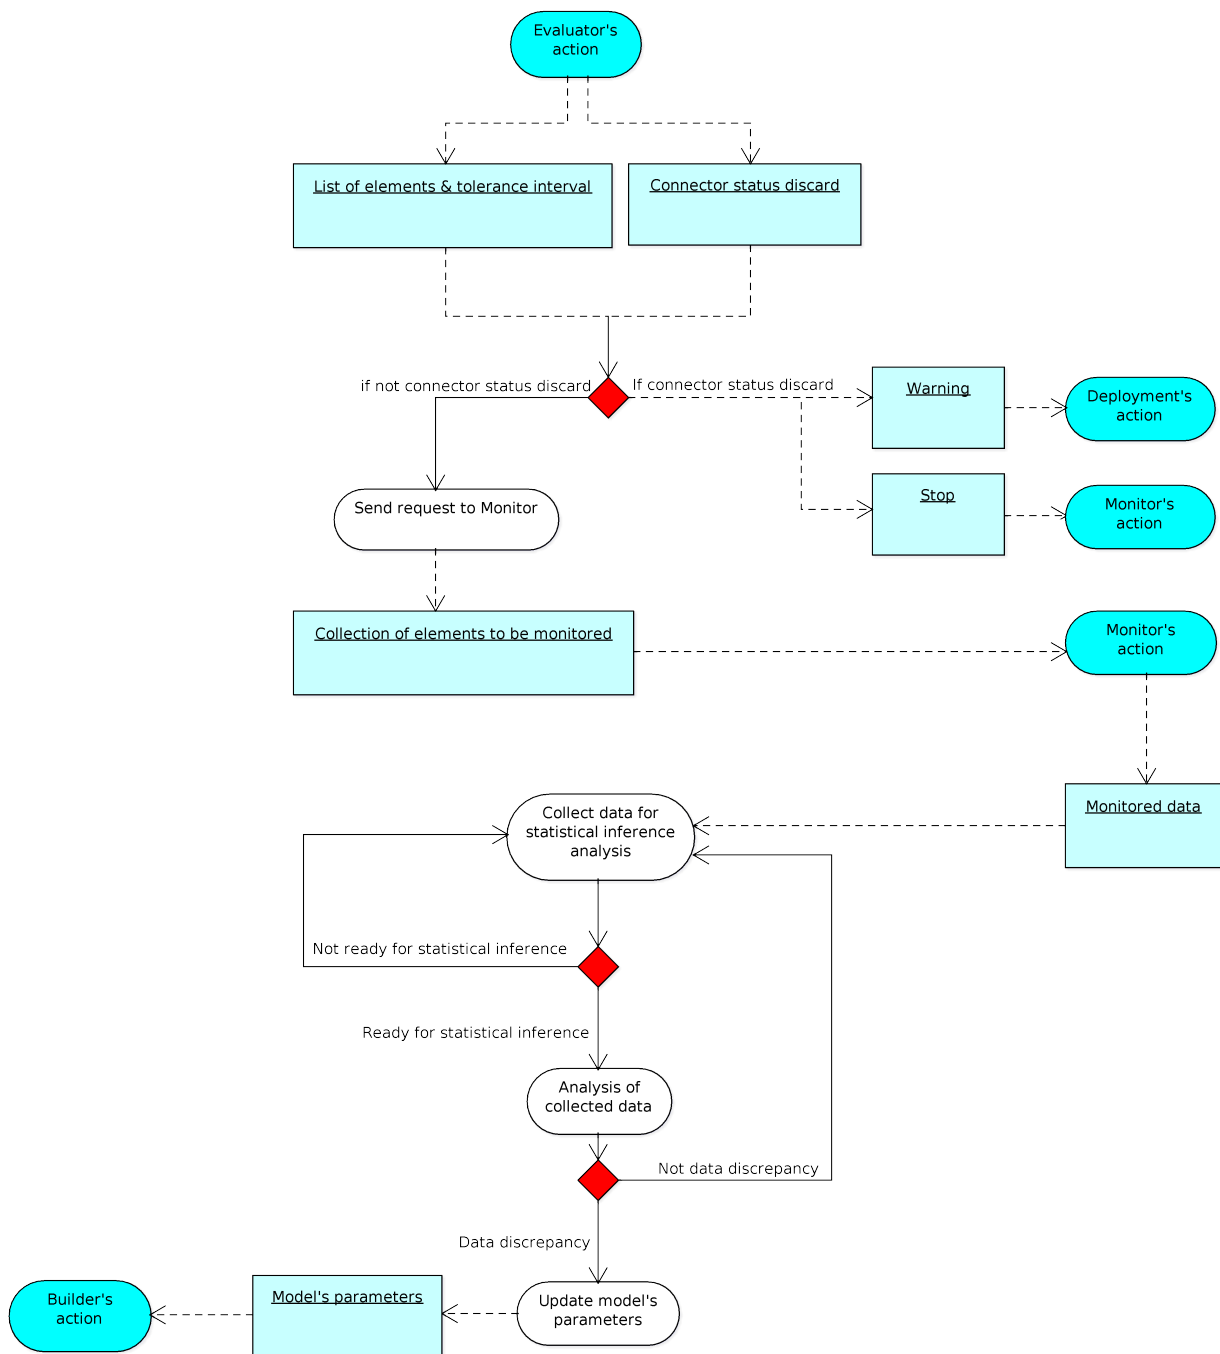 Evaluator's
action
List of elements & tolerance interval
Connector status discard
if not connector status discard
If connector status discard
Warning
Deployment's
action
Send request to Monitor
Stop
Monitor's
action
Collection of elements to be monitored
Monitor's
action
Monitored data
Collect data for
statistical inference
analysis
Not ready for statistical inference
Ready for statistical inference
Analysis of
collected data
Not data discrepancy
Data discrepancy
Update model's
parameters
Model's parameters
Builder's
action